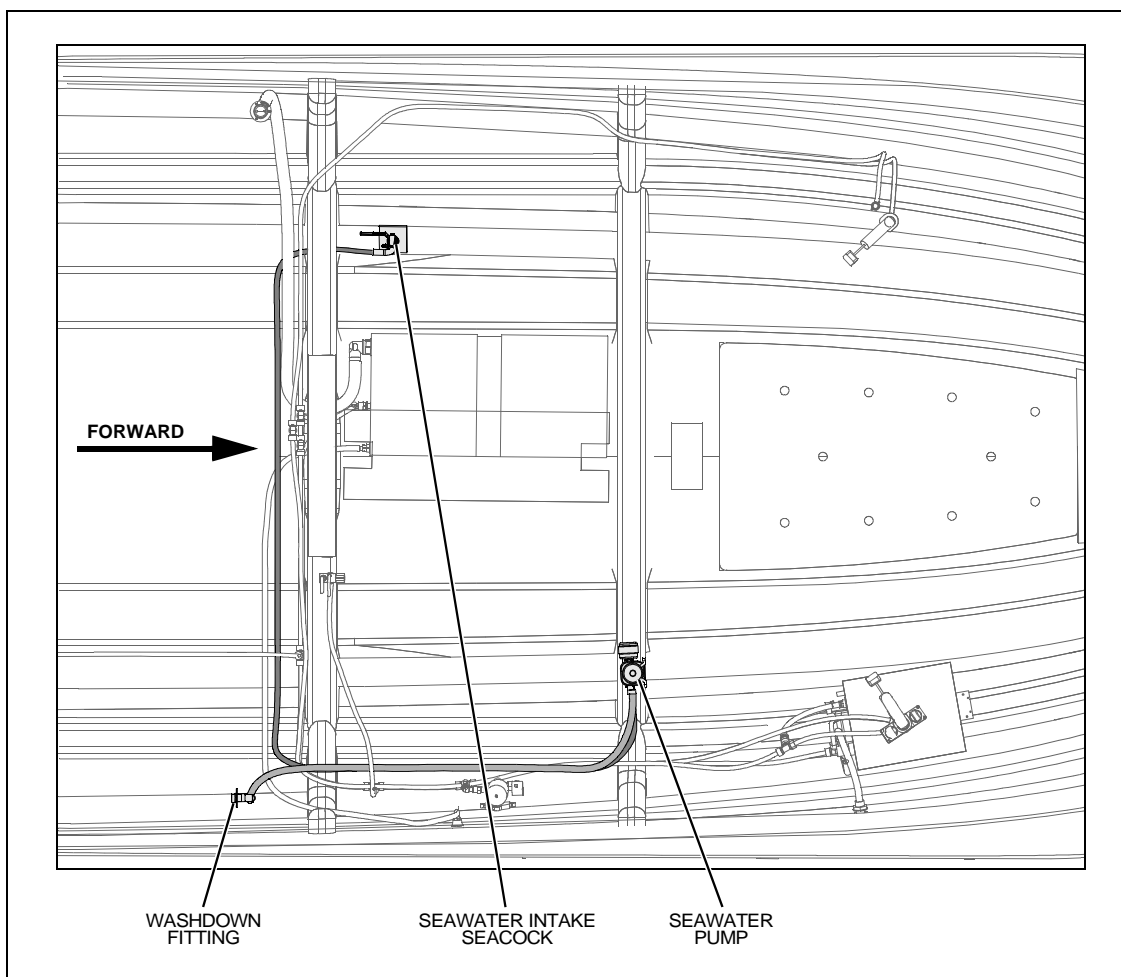 FORWARD
WASHDOWN
FITTING
SEAWATER INTAKE
SEACOCK
SEAWATER
PUMP